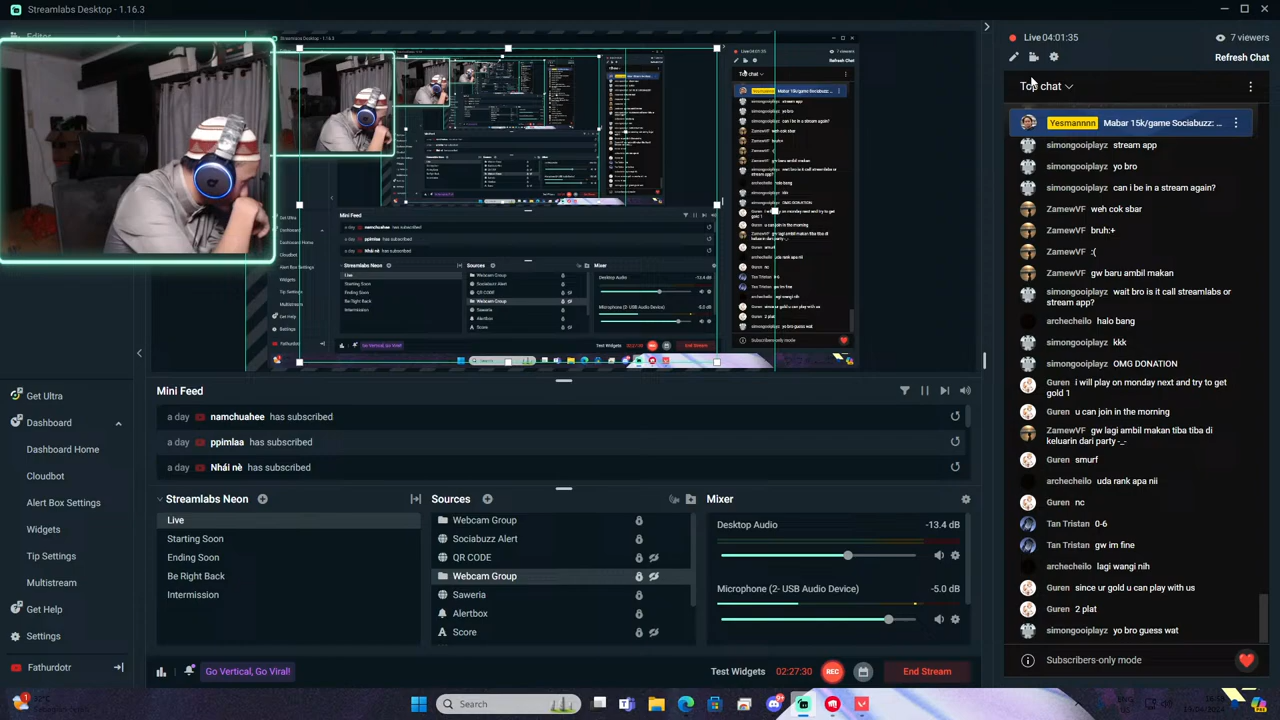 Streamlabs Desktop - 1.16.3
Editor
Live 04:01:35
7 viewers
Refresh Chat
Top chat
Yesmannnn Mabar 15k/game Sociabuzz: ...
simongooiplayz stream app
simongooiplayz yo bro
simongooiplayz can I be in a stream again?
ZamewVF weh cok sbar
ZamewVF bruh:+
ZamewVF :(
ZamewVF gw baru ambil makan
simongooiplayz wait bro is it call streamlabs or
stream app?
archecheilo halo bang
archecheilo kkk
simongooiplayz OMG DONATION
Guren i will play on monday next and try to get
gold 1
Guren u can join in the morning
ZamewVF gw lagi ambil makan tiba tiba di
keluarin dari party -_-
Guren smurf
archecheilo uda rank apa nii
Guren nc
Tan Tristan 0-6
Tan Tristan gw im fine
archecheilo lagi wangi nih
Guren since ur gold u can play with us
Guren 2 plat
simongooiplayz yo bro guess wat
Subscribers-only mode
Get Ultra
Dashboard
Dashboard Home
Cloudbot
Alert Box Settings
Widgets
Tip Settings
Multistream
Get Help
Settings
Fathurdotr
Mini Feed
a day namchuahee has subscribed
a day ppimlaa has subscribed
a day Nhái nè has subscribed
Streamlabs Neon
Live
Starting Soon
Ending Soon
Be Right Back
Intermission
Sources
Webcam Group
Sociabuzz Alert
QR CODE
Webcam Group
Saweria
Alertbox
Score
Mixer
Desktop Audio -13.4 dB
Microphone (2- USB Audio Device) -5.0 dB
Go Vertical, Go Viral!
Test Widgets
02:27:30
REC
End Stream
Search